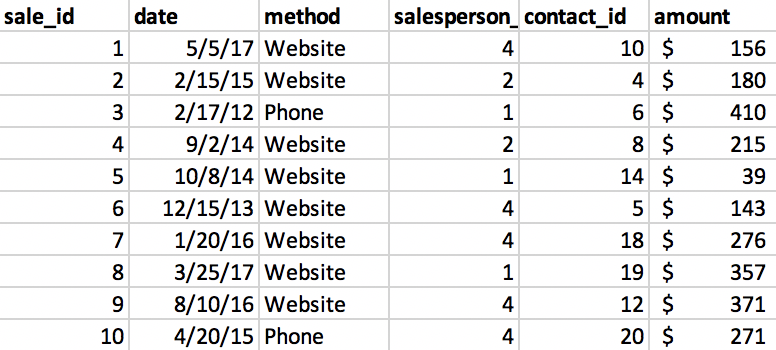 sale_id date method salesperson_ contact_id amount
1 5/5/17 Website 4 10 $ 156
2 2/15/15 Website 2 4 $ 180
3 2/17/12 Phone 1 6 $ 410
4 9/2/14 Website 2 8 $ 215
5 10/8/14 Website 1 14 $ 39
6 12/15/13 Website 4 5 $ 143
7 1/20/16 Website 4 18 $ 276
8 3/25/17 Website 1 19 $ 357
9 8/10/16 Website 4 12 $ 371
10 4/20/15 Phone 4 20 $ 271